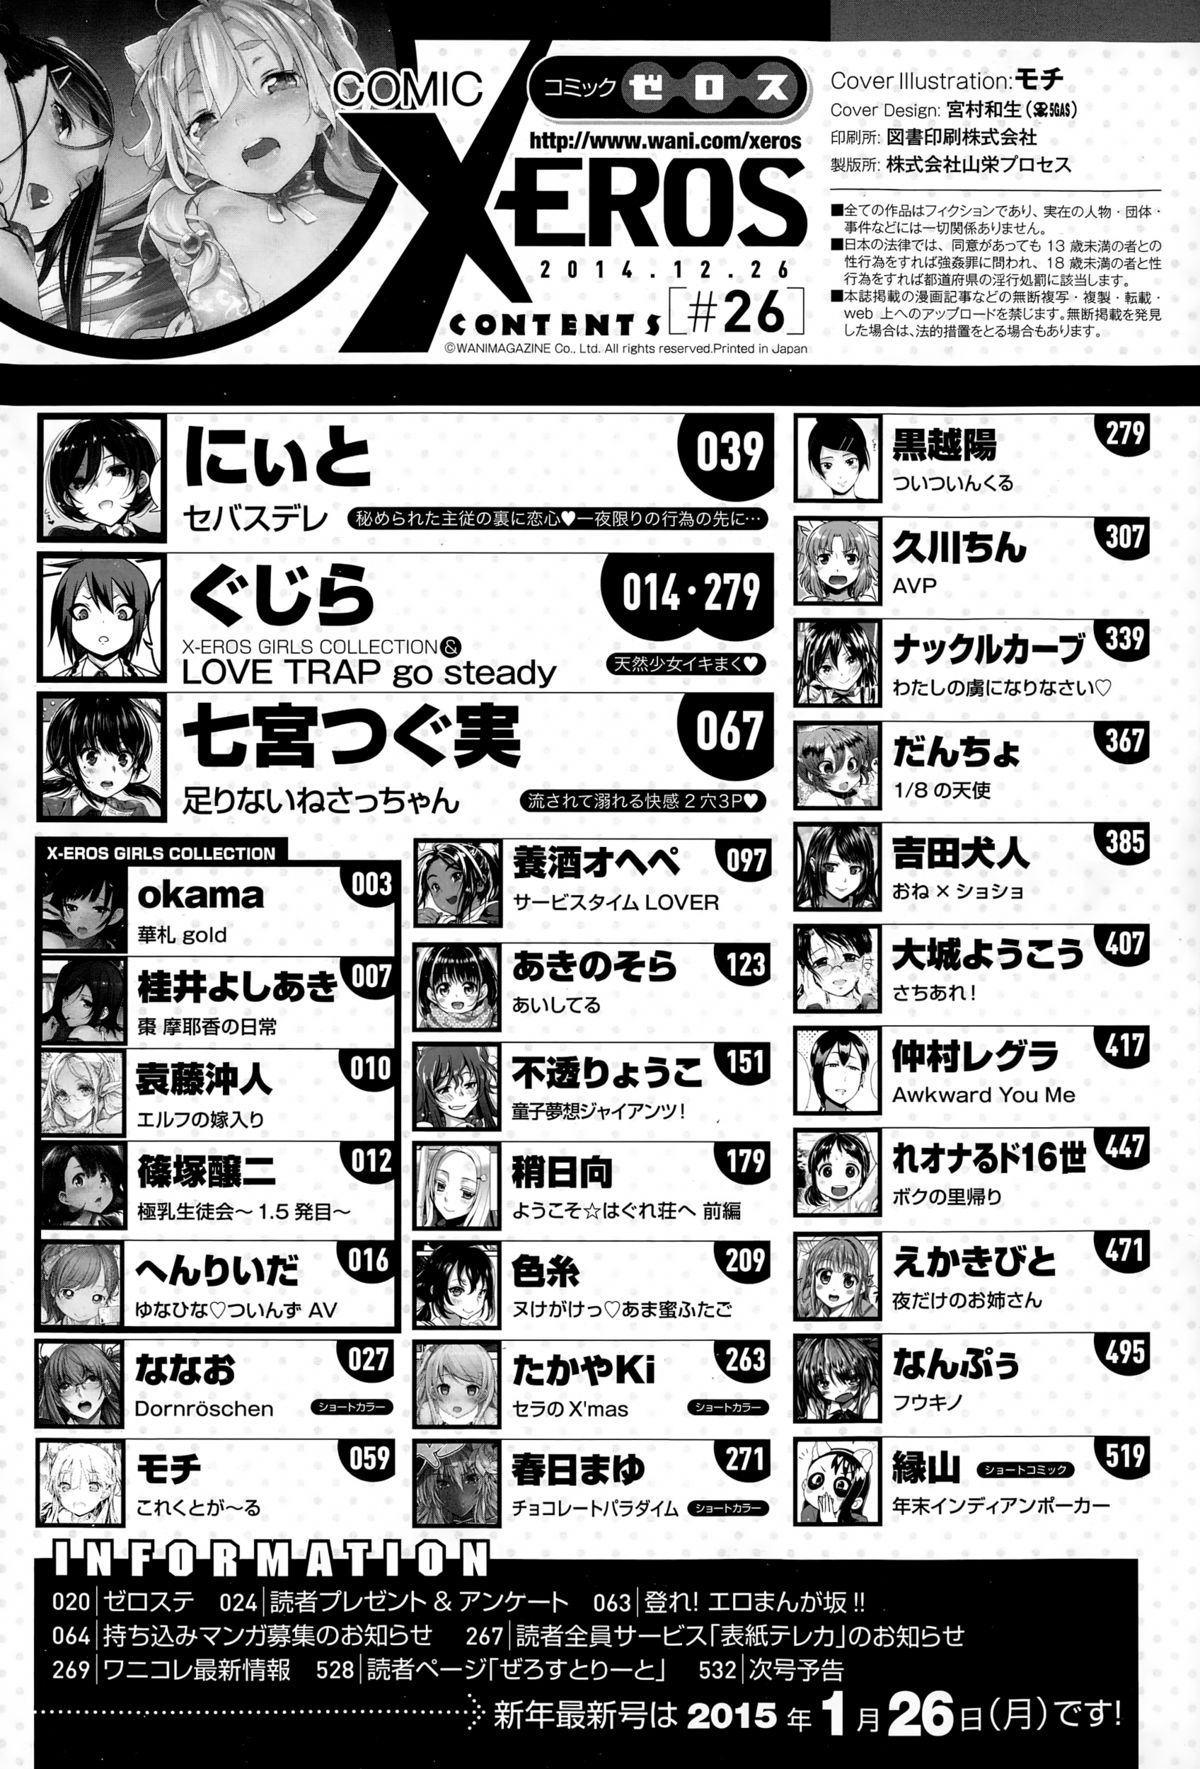 COMIC X-EROS
コミック ゼロス
http://www.wani.com/xeros
2014.12.26
CONTENTS [#26]
©WANIMAGAZINE Co., Ltd. All rights reserved.Printed in Japan
Cover Illustration:モチ
Cover Design: 宮村和生(5GAS)
印刷所: 図書印刷株式会社
製版所: 株式会社山栄プロセス
■全ての作品はフィクションであり、実在の人物・団体・
事件などには一切関係ありません。
■日本の法律では、同意があっても 13 歳未満の者との
性行為をすれば強姦罪に問われ、18 歳未満の者と性
行為をすれば都道府県の淫行処罰に該当します。
■本誌掲載の漫画記事などの無断複写・複製・転載・
web 上へのアップロードを禁じます。無断掲載を発見
した場合は、法的措置をとる場合もあります。
にぃと 039
セバスデレ 秘められた主従の裏に恋心♥一夜限りの行為の先に…
ぐじら 014・279
X-EROS GIRLS COLLECTION &
LOVE TRAP go steady 天然少女イキまく♥
七宮つぐ実 067
足りないねさっちゃん 流されて溺れる快感２穴3P♥
X-EROS GIRLS COLLECTION
okama 003
華札 gold
桂井よしあき 007
棗 摩耶香の日常
袁藤沖人 010
エルフの嫁入り
篠塚醸二 012
極乳生徒会〜 1.5 発目〜
へんりいだ 016
ゆなひな♡ついんず AV
ななお 027
Dornröschen ショートカラー
モチ 059
これくとが〜る
養酒オヘペ 097
サービスタイム LOVER
あきのそら 123
あいしてる
不透りょうこ 151
童子夢想ジャイアンツ！
稍日向 179
ようこそ☆はぐれ荘へ 前編
色糸 209
ヌけがけっ♡あま蜜ふたご
たかやKi 263
セラのX'mas ショートカラー
春日まゆ 271
チョコレートパラダイム ショートカラー
黒越陽 279
ついついんくる
久川ちん 307
AVP
ナックルカーブ 339
わたしの虜になりなさい♡
だんちょ 367
1/8 の天使
吉田犬人 385
おね × ショショ
大城ようこう 407
さちあれ！
仲村レグラ 417
Awkward You Me
れオナるド16世 447
ボクの里帰り
えかきびと 471
夜だけのお姉さん
なんぷぅ 495
フウキノ
縁山 ショートコミック 519
年末インディアンポーカー
INFORMATION
020|ゼロステ 024|読者プレゼント & アンケート 063|登れ！ エロまんが坂 !!
064|持ち込みマンガ募集のお知らせ 267|読者全員サービス「表紙テレカ」のお知らせ
269|ワニコレ最新情報 528|読者ページ「ぜろすとりーと」 532|次号予告
新年最新号は 2015 年 1 月 26 日（月）です！